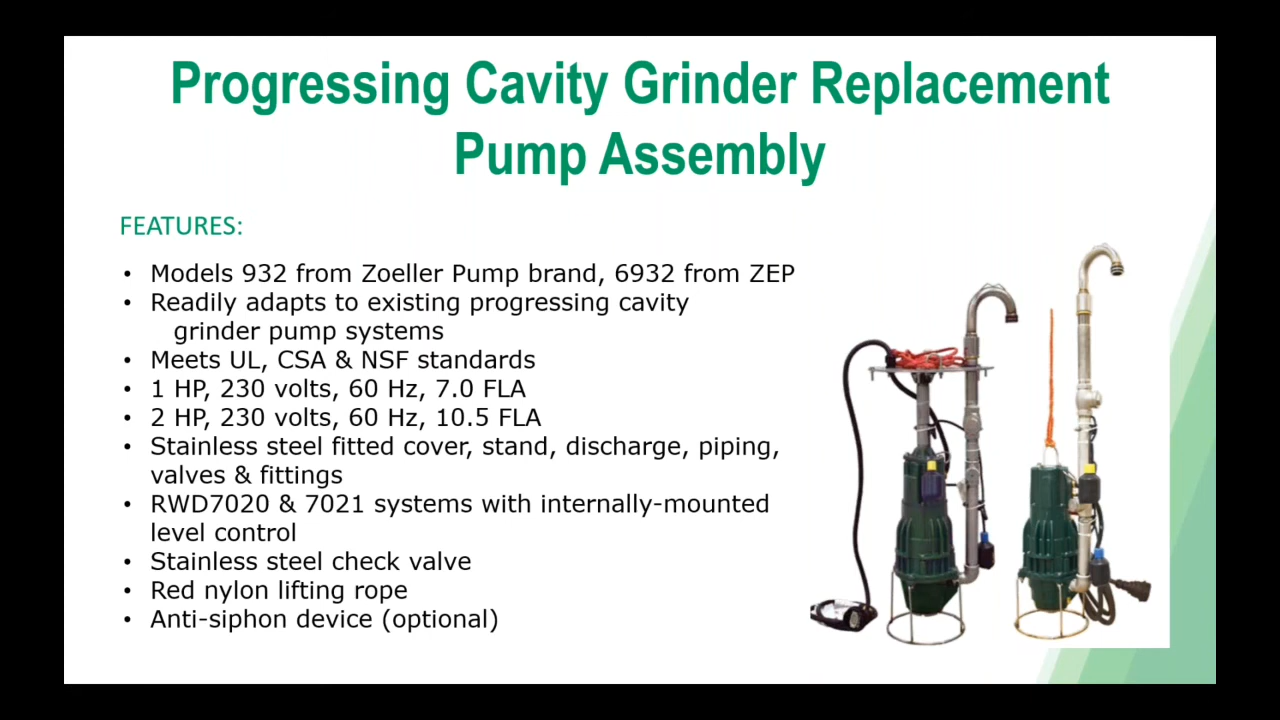 Progressing Cavity Grinder Replacement
Pump Assembly
FEATURES:
• Models 932 from Zoeller Pump brand, 6932 from ZEP
• Readily adapts to existing progressing cavity
grinder pump systems
• Meets UL, CSA & NSF standards
• 1 HP, 230 volts, 60 Hz, 7.0 FLA
• 2 HP, 230 volts, 60 Hz, 10.5 FLA
• Stainless steel fitted cover, stand, discharge, piping,
valves & fittings
• RWD7020 & 7021 systems with internally-mounted
level control
• Stainless steel check valve
• Red nylon lifting rope
• Anti-siphon device (optional)